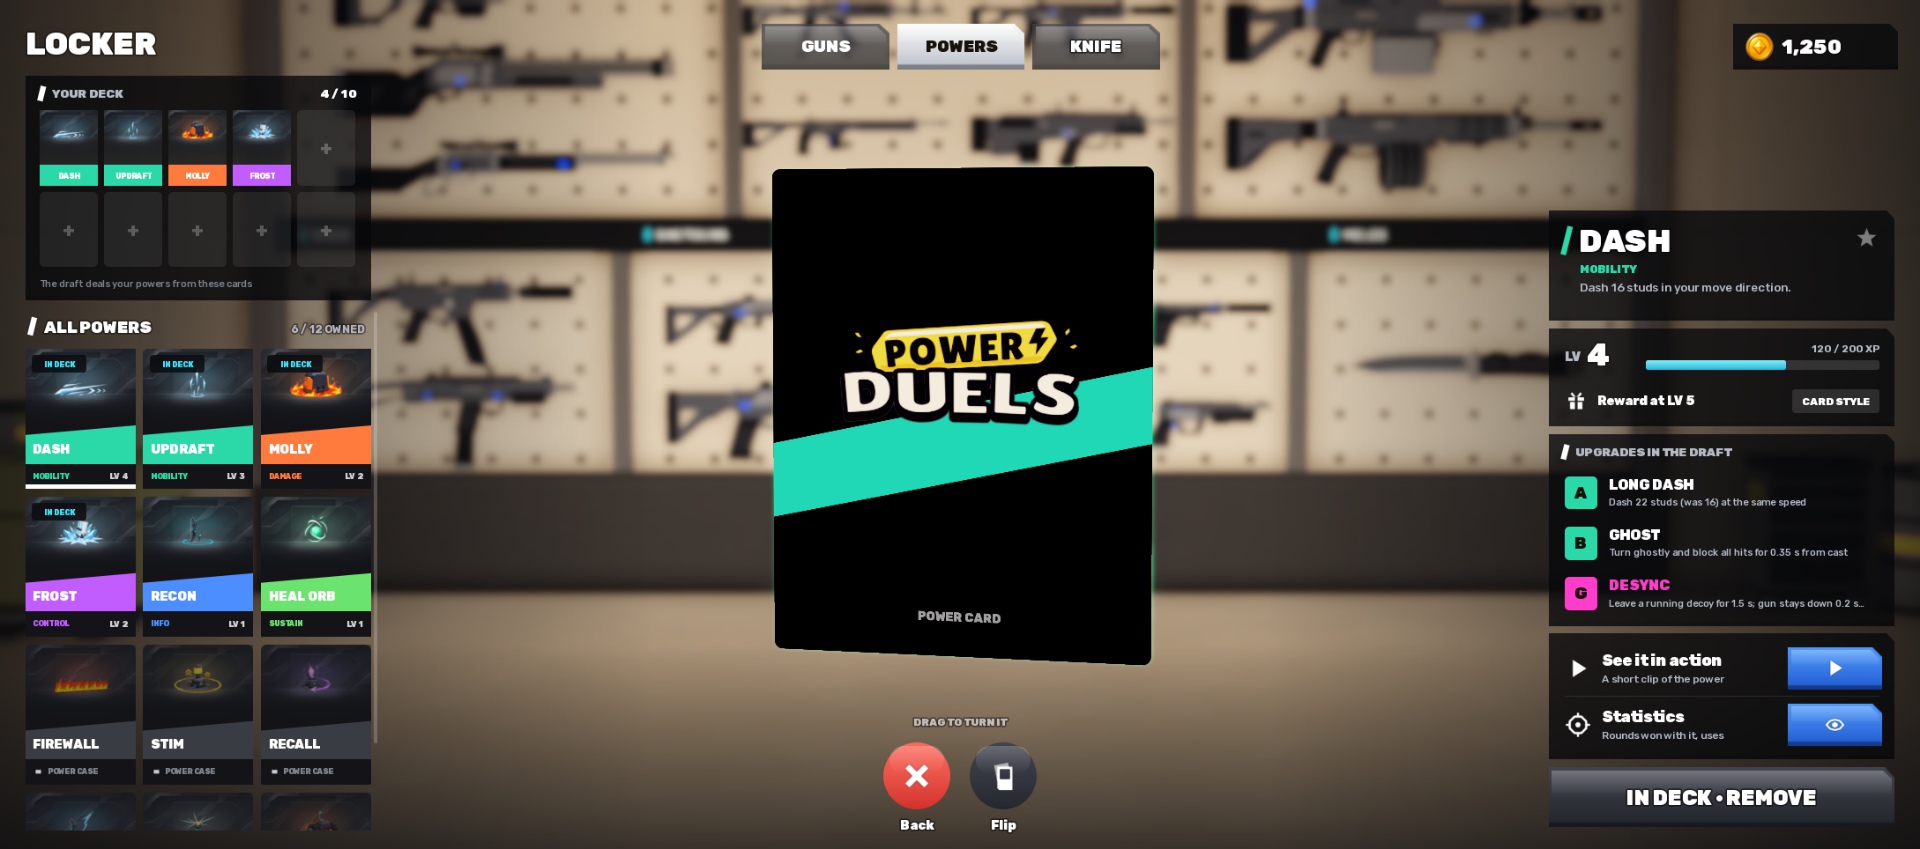 LOCKER
GUNS
POWERS
KNIFE
1,250
YOUR DECK
4 / 10
DASH
UPDRAFT
MOLLY
FROST
The draft deals your powers from these cards
ALL POWERS
6 / 12 OWNED
IN DECK
IN DECK
IN DECK
DASH
UPDRAFT
MOLLY
MOBILITY
LV 4
MOBILITY
LV 3
DAMAGE
LV 2
IN DECK
FROST
RECON
HEAL ORB
CONTROL
LV 2
INFO
LV 1
SUSTAIN
LV 1
FIREWALL
STIM
RECALL
POWER CASE
POWER CASE
POWER CASE
POWER
DUELS
POWER CARD
DRAG TO TURN IT
Back
Flip
DASH
MOBILITY
Dash 16 studs in your move direction.
LV 4
120 / 200 XP
Reward at LV 5
CARD STYLE
UPGRADES IN THE DRAFT
A
LONG DASH
Dash 22 studs (was 16) at the same speed
B
GHOST
Turn ghostly and block all hits for 0.35 s from cast
G
DESYNC
Leave a running decoy for 1.5 s; gun stays down 0.2 s...
See it in action
A short clip of the power
Statistics
Rounds won with it, uses
IN DECK • REMOVE